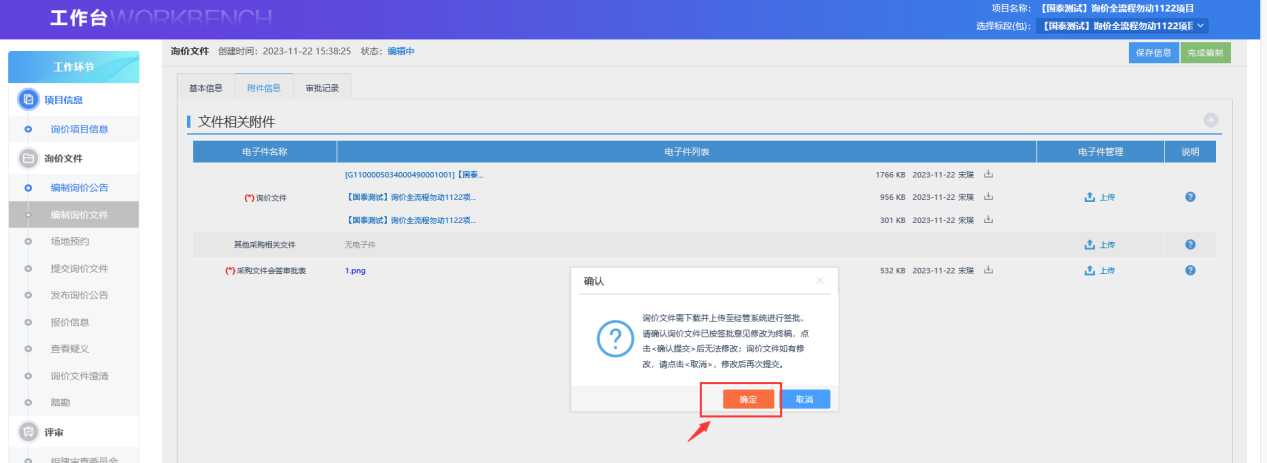 工作台WORKBENCH
项目名称: 【国泰测试】询价全流程勿动1122项目
选择标段(包): 【国泰测试】询价全流程勿动1122项目
工作环节
项目信息
询价项目信息
询价文件
编制询价公告
编制询价文件
场地预约
提交询价文件
发布询价公告
报价信息
查看疑义
询价文件澄清
踏勘
评审
组建审查委员会
询价文件 创建时间: 2023-11-22 15:38:25 状态: 编辑中
保存信息 完成编制
基本信息 附件信息 审批记录
文件相关附件
电子件名称 电子件列表 电子件管理 说明
[G1100005034000490001001]【国泰... 1766 KB 2023-11-22 宋瑛
(*) 询价文件 【国泰测试】询价全流程勿动1122项... 956 KB 2023-11-22 宋瑛 上传
【国泰测试】询价全流程勿动1122项... 301 KB 2023-11-22 宋瑛
其他采购相关文件 无电子件 上传
(*) 采购文件会签审批表 1.png 532 KB 2023-11-22 宋瑛 上传
确认
询价文件需下载并上传至经管系统进行签批,
请确认询价文件已按签批意见修改为终稿, 点
击<确认提交>后无法修改; 询价文件如有修
改, 请点击<取消>, 修改后再次提交。
确定 取消